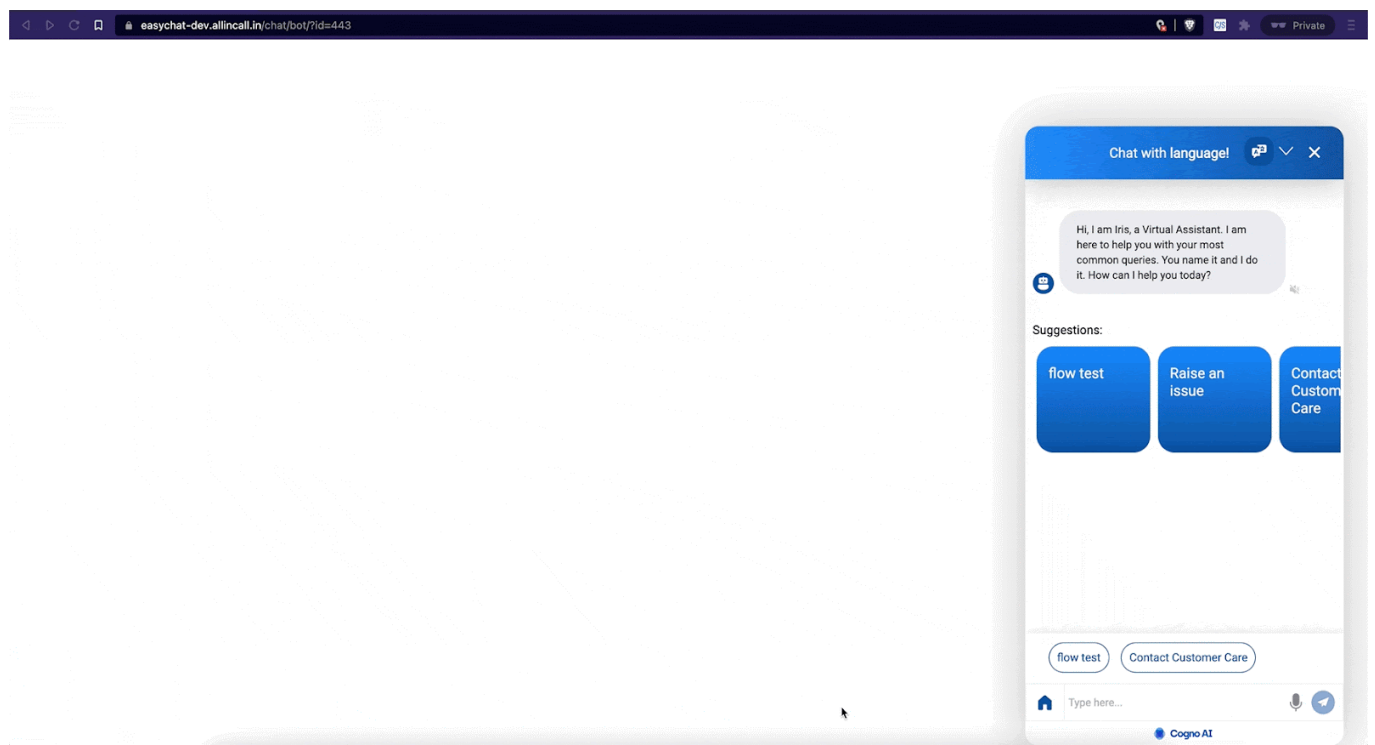 easychat-dev.allincall.in/chat/bot/?id=443
Private
Chat with language!
Hi, I am Iris, a Virtual Assistant. I am
here to help you with your most
common queries. You name it and I do
it. How can I help you today?
Suggestions:
flow test
Raise an
issue
Contact
Custom
Care
flow test
Contact Customer Care
Type here...
Cogno AI